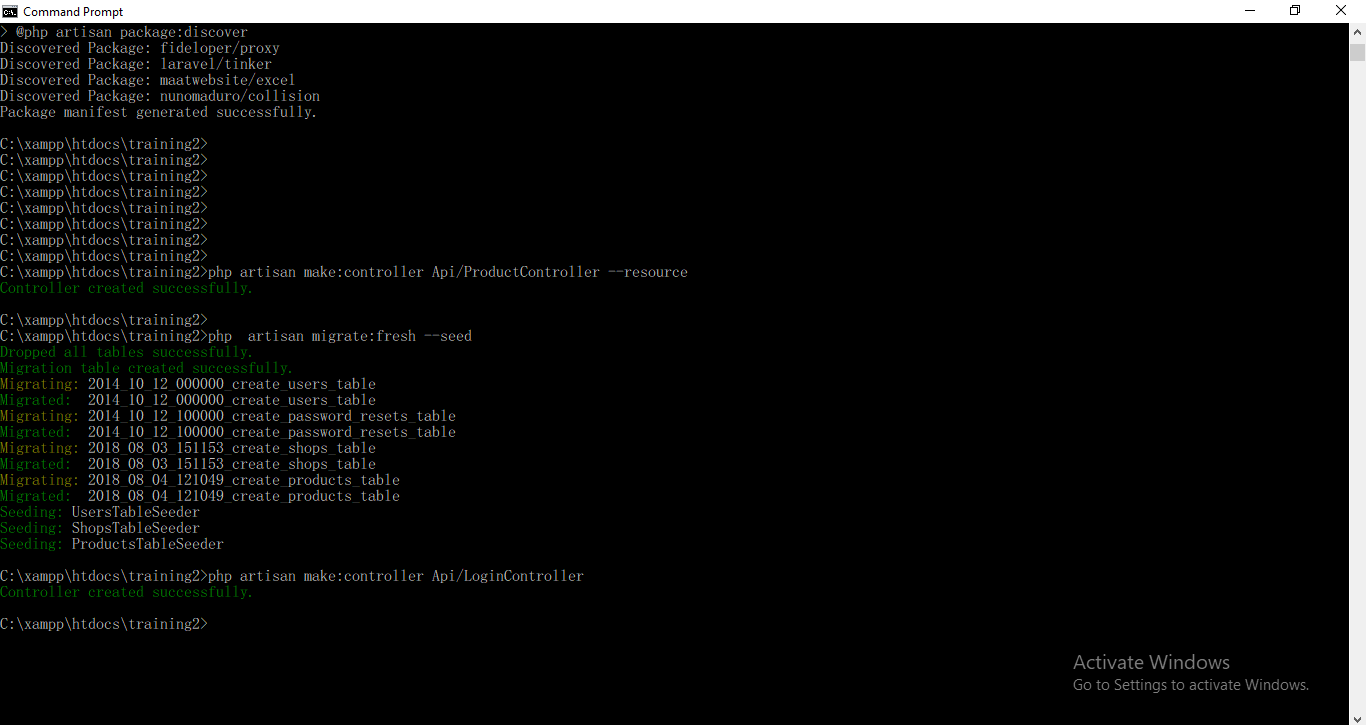 Command Prompt
> @php artisan package:discover
Discovered Package: fideloper/proxy
Discovered Package: laravel/tinker
Discovered Package: maatwebsite/excel
Discovered Package: nunomaduro/collision
Package manifest generated successfully.
C:\xampp\htdocs\training2>
C:\xampp\htdocs\training2>
C:\xampp\htdocs\training2>
C:\xampp\htdocs\training2>
C:\xampp\htdocs\training2>
C:\xampp\htdocs\training2>
C:\xampp\htdocs\training2>
C:\xampp\htdocs\training2>
C:\xampp\htdocs\training2>php artisan make:controller Api/ProductController --resource
Controller created successfully.
C:\xampp\htdocs\training2>
C:\xampp\htdocs\training2>php  artisan migrate:fresh --seed
Dropped all tables successfully.
Migration table created successfully.
Migrating: 2014_10_12_000000_create_users_table
Migrated:  2014_10_12_000000_create_users_table
Migrating: 2014_10_12_100000_create_password_resets_table
Migrated:  2014_10_12_100000_create_password_resets_table
Migrating: 2018_08_03_151153_create_shops_table
Migrated:  2018_08_03_151153_create_shops_table
Migrating: 2018_08_04_121049_create_products_table
Migrated:  2018_08_04_121049_create_products_table
Seeding: UsersTableSeeder
Seeding: ShopsTableSeeder
Seeding: ProductsTableSeeder
C:\xampp\htdocs\training2>php artisan make:controller Api/LoginController
Controller created successfully.
C:\xampp\htdocs\training2>
Activate Windows
Go to Settings to activate Windows.